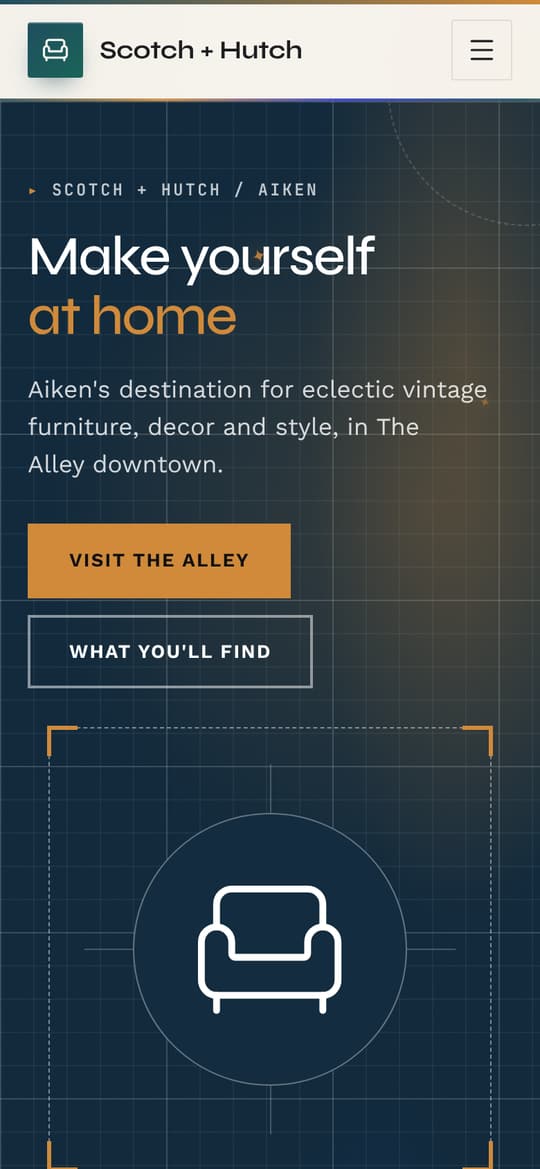 Scotch + Hutch
▸ SCOTCH + HUTCH / AIKEN
Make yourself
at home
Aiken's destination for eclectic vintage
furniture, decor and style, in The
Alley downtown.
VISIT THE ALLEY
WHAT YOU'LL FIND